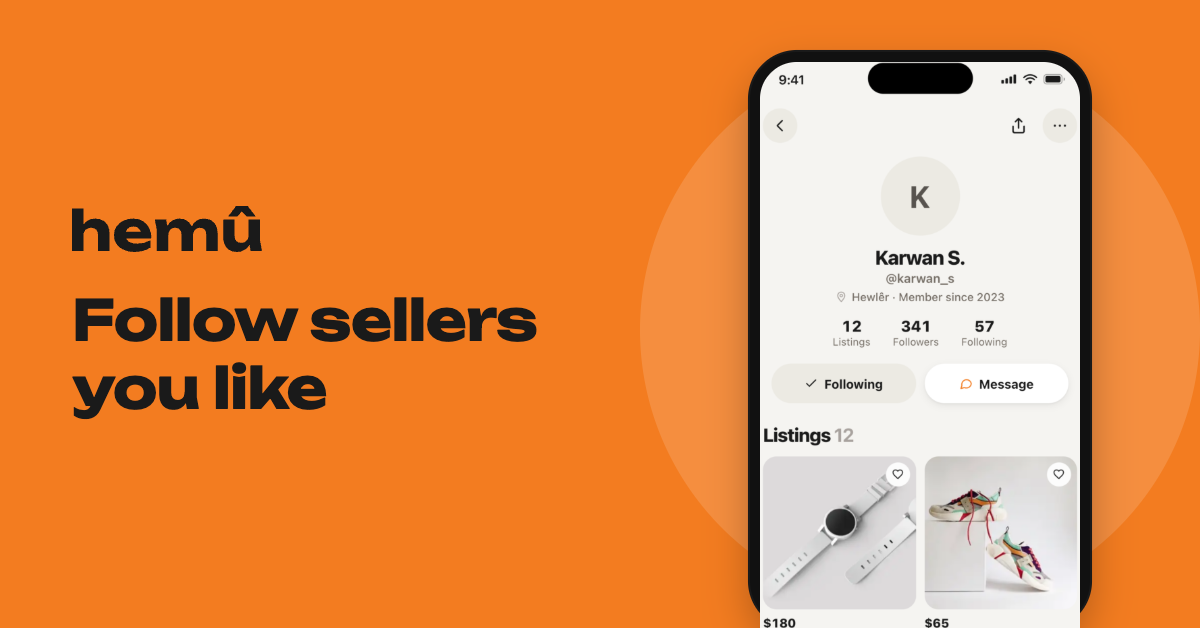 hemû
Follow sellers
you like
9:41
K
Karwan S.
@karwan_s
Hewlêr · Member since 2023
12 341 57
Listings Followers Following
Following Message
Listings 12
$180 $65